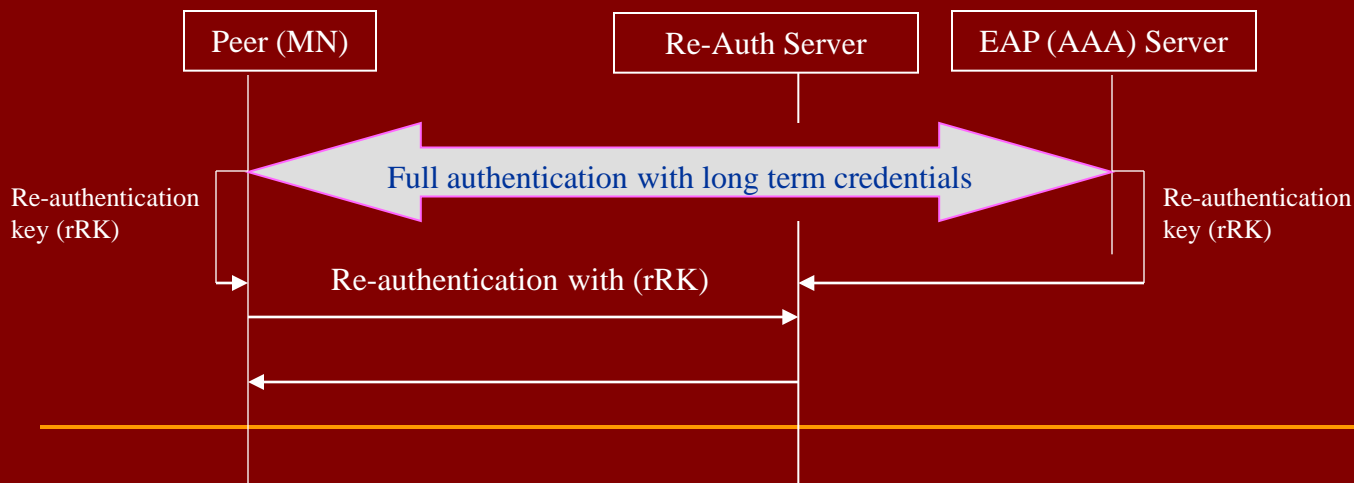 Peer (MN)
Re-Auth Server
EAP (AAA) Server
Full authentication with long term credentials
Re-authentication
key (rRK)
Re-authentication
key (rRK)
Re-authentication with (rRK)